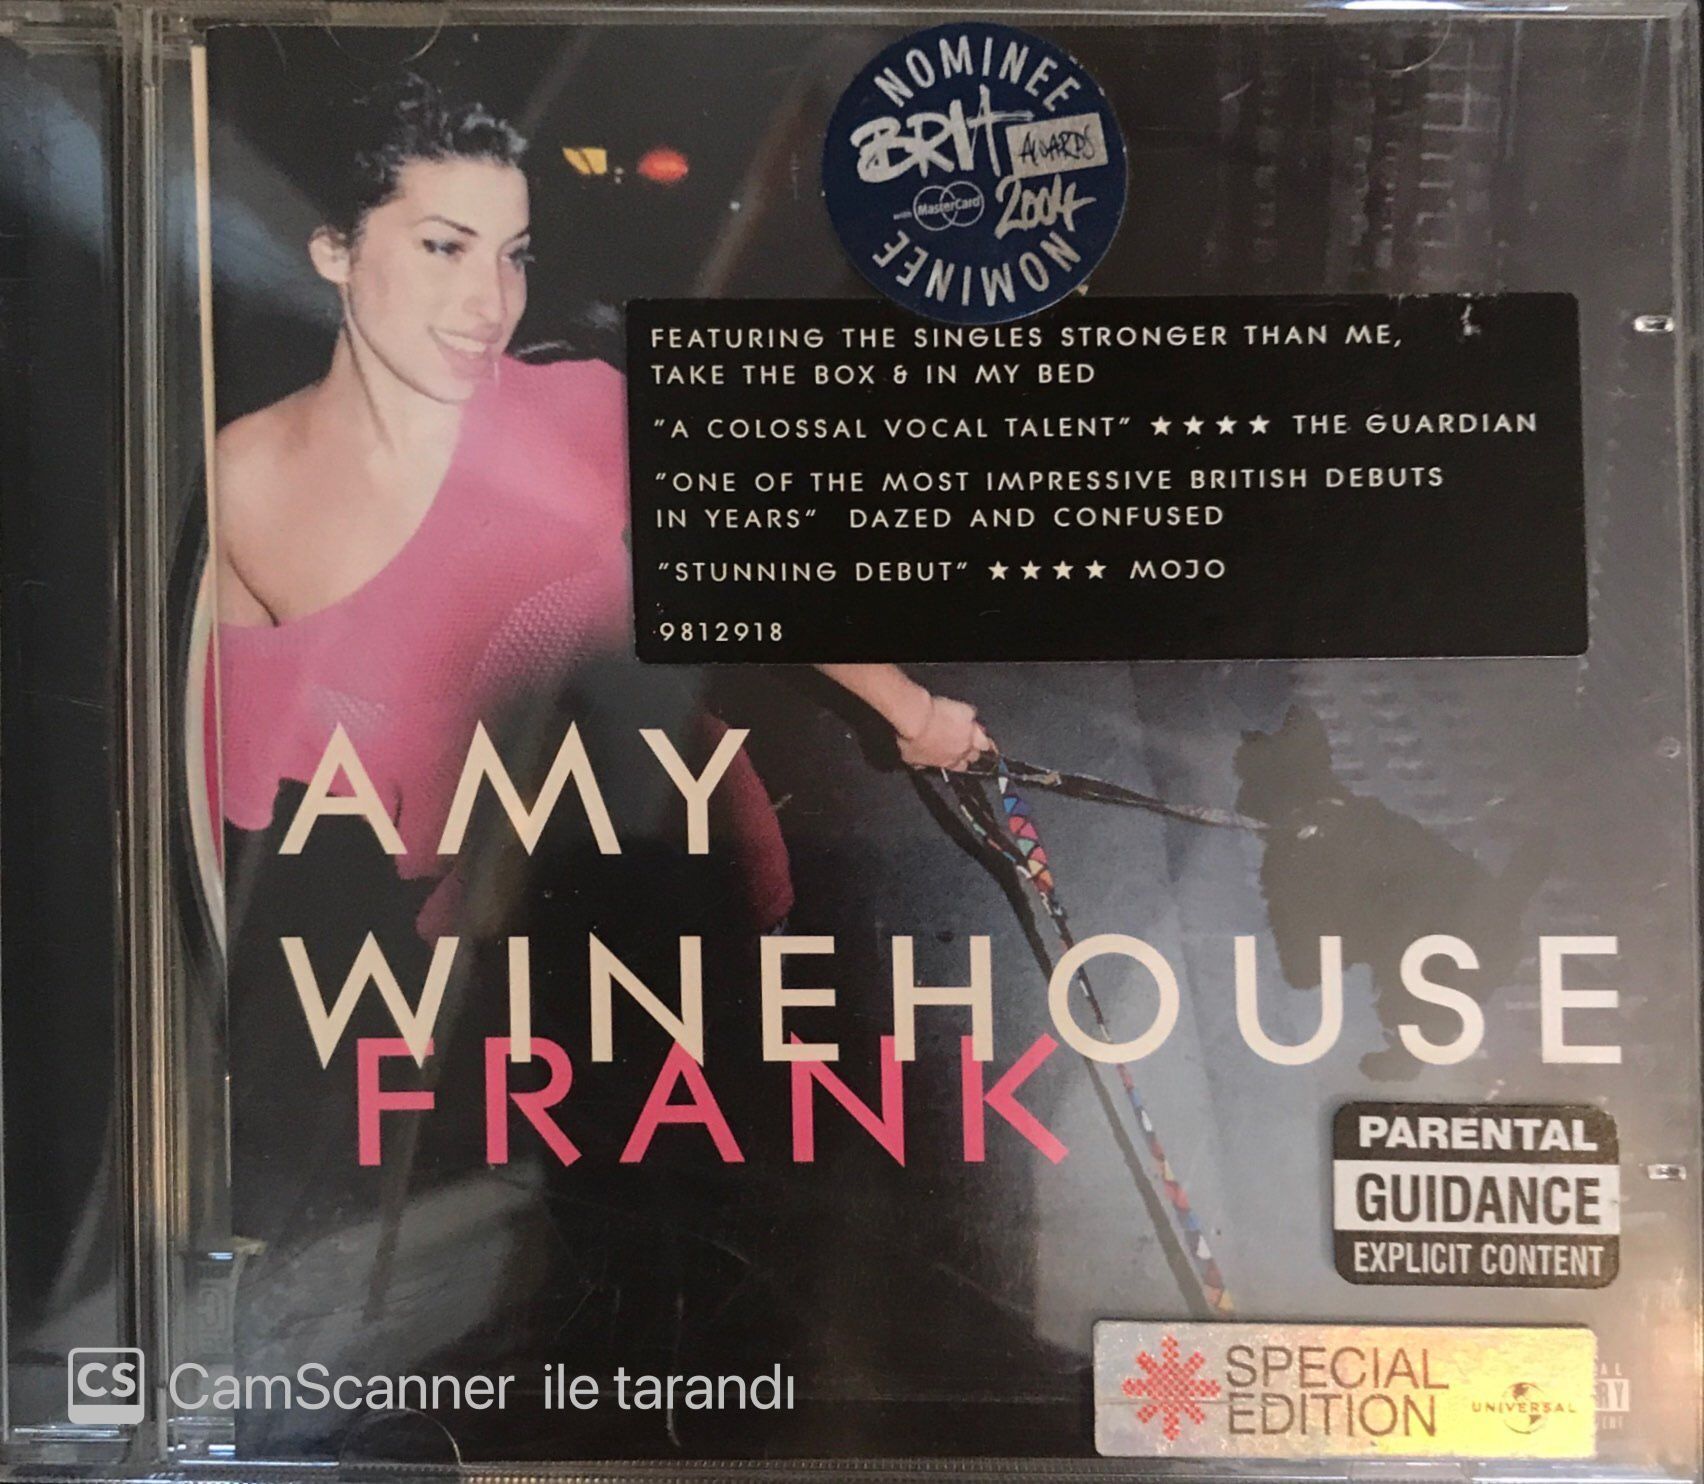 NOMINEE
BRIT AWARDS
with MasterCard 2004
NOMINEE
FEATURING THE SINGLES STRONGER THAN ME,
TAKE THE BOX & IN MY BED
"A COLOSSAL VOCAL TALENT" ★★★★ THE GUARDIAN
"ONE OF THE MOST IMPRESSIVE BRITISH DEBUTS
IN YEARS" DAZED AND CONFUSED
"STUNNING DEBUT" ★★★★ MOJO
9812918
AMY
WINEHOUSE
FRANK
PARENTAL
GUIDANCE
EXPLICIT CONTENT
SPECIAL
EDITION
UNIVERSAL
CS CamScanner ile tarandı